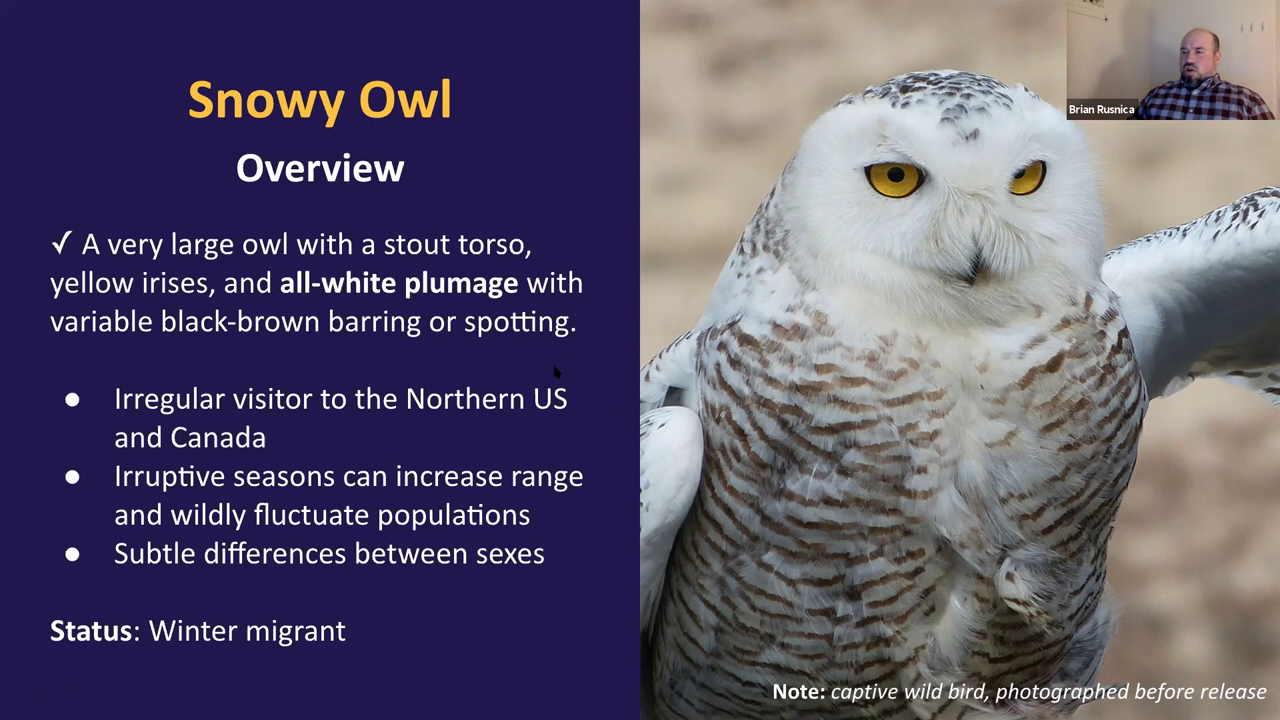 Snowy Owl
Overview
✓ A very large owl with a stout torso,
yellow irises, and all-white plumage with
variable black-brown barring or spotting.
● Irregular visitor to the Northern US
and Canada
● Irruptive seasons can increase range
and wildly fluctuate populations
● Subtle differences between sexes
Status: Winter migrant
Brian Rusnica
Note: captive wild bird, photographed before release